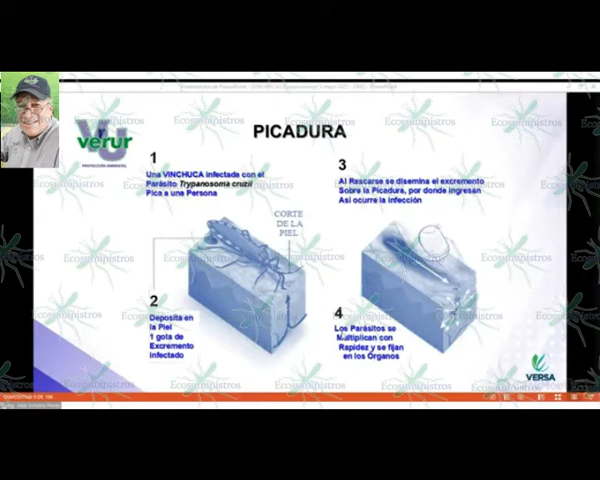 PICADURA
verur
PROTECCIÓN AMBIENTAL
1
Una VINCHUCA infectada con el
Parásito Trypanosoma cruzii
Pica a una Persona
3
Al Rascarse se disemina el excremento
Sobre la Picadura, por donde ingresan
Asi ocurre la infección
CORTE
DE LA
PIEL
2
Deposita en
la Piel
1 gota de
Excremento
infectado
4
Los Parásitos se
Multiplican con
Rapidez y se fijan
en los Órganos
VERSA
Ecosuministros